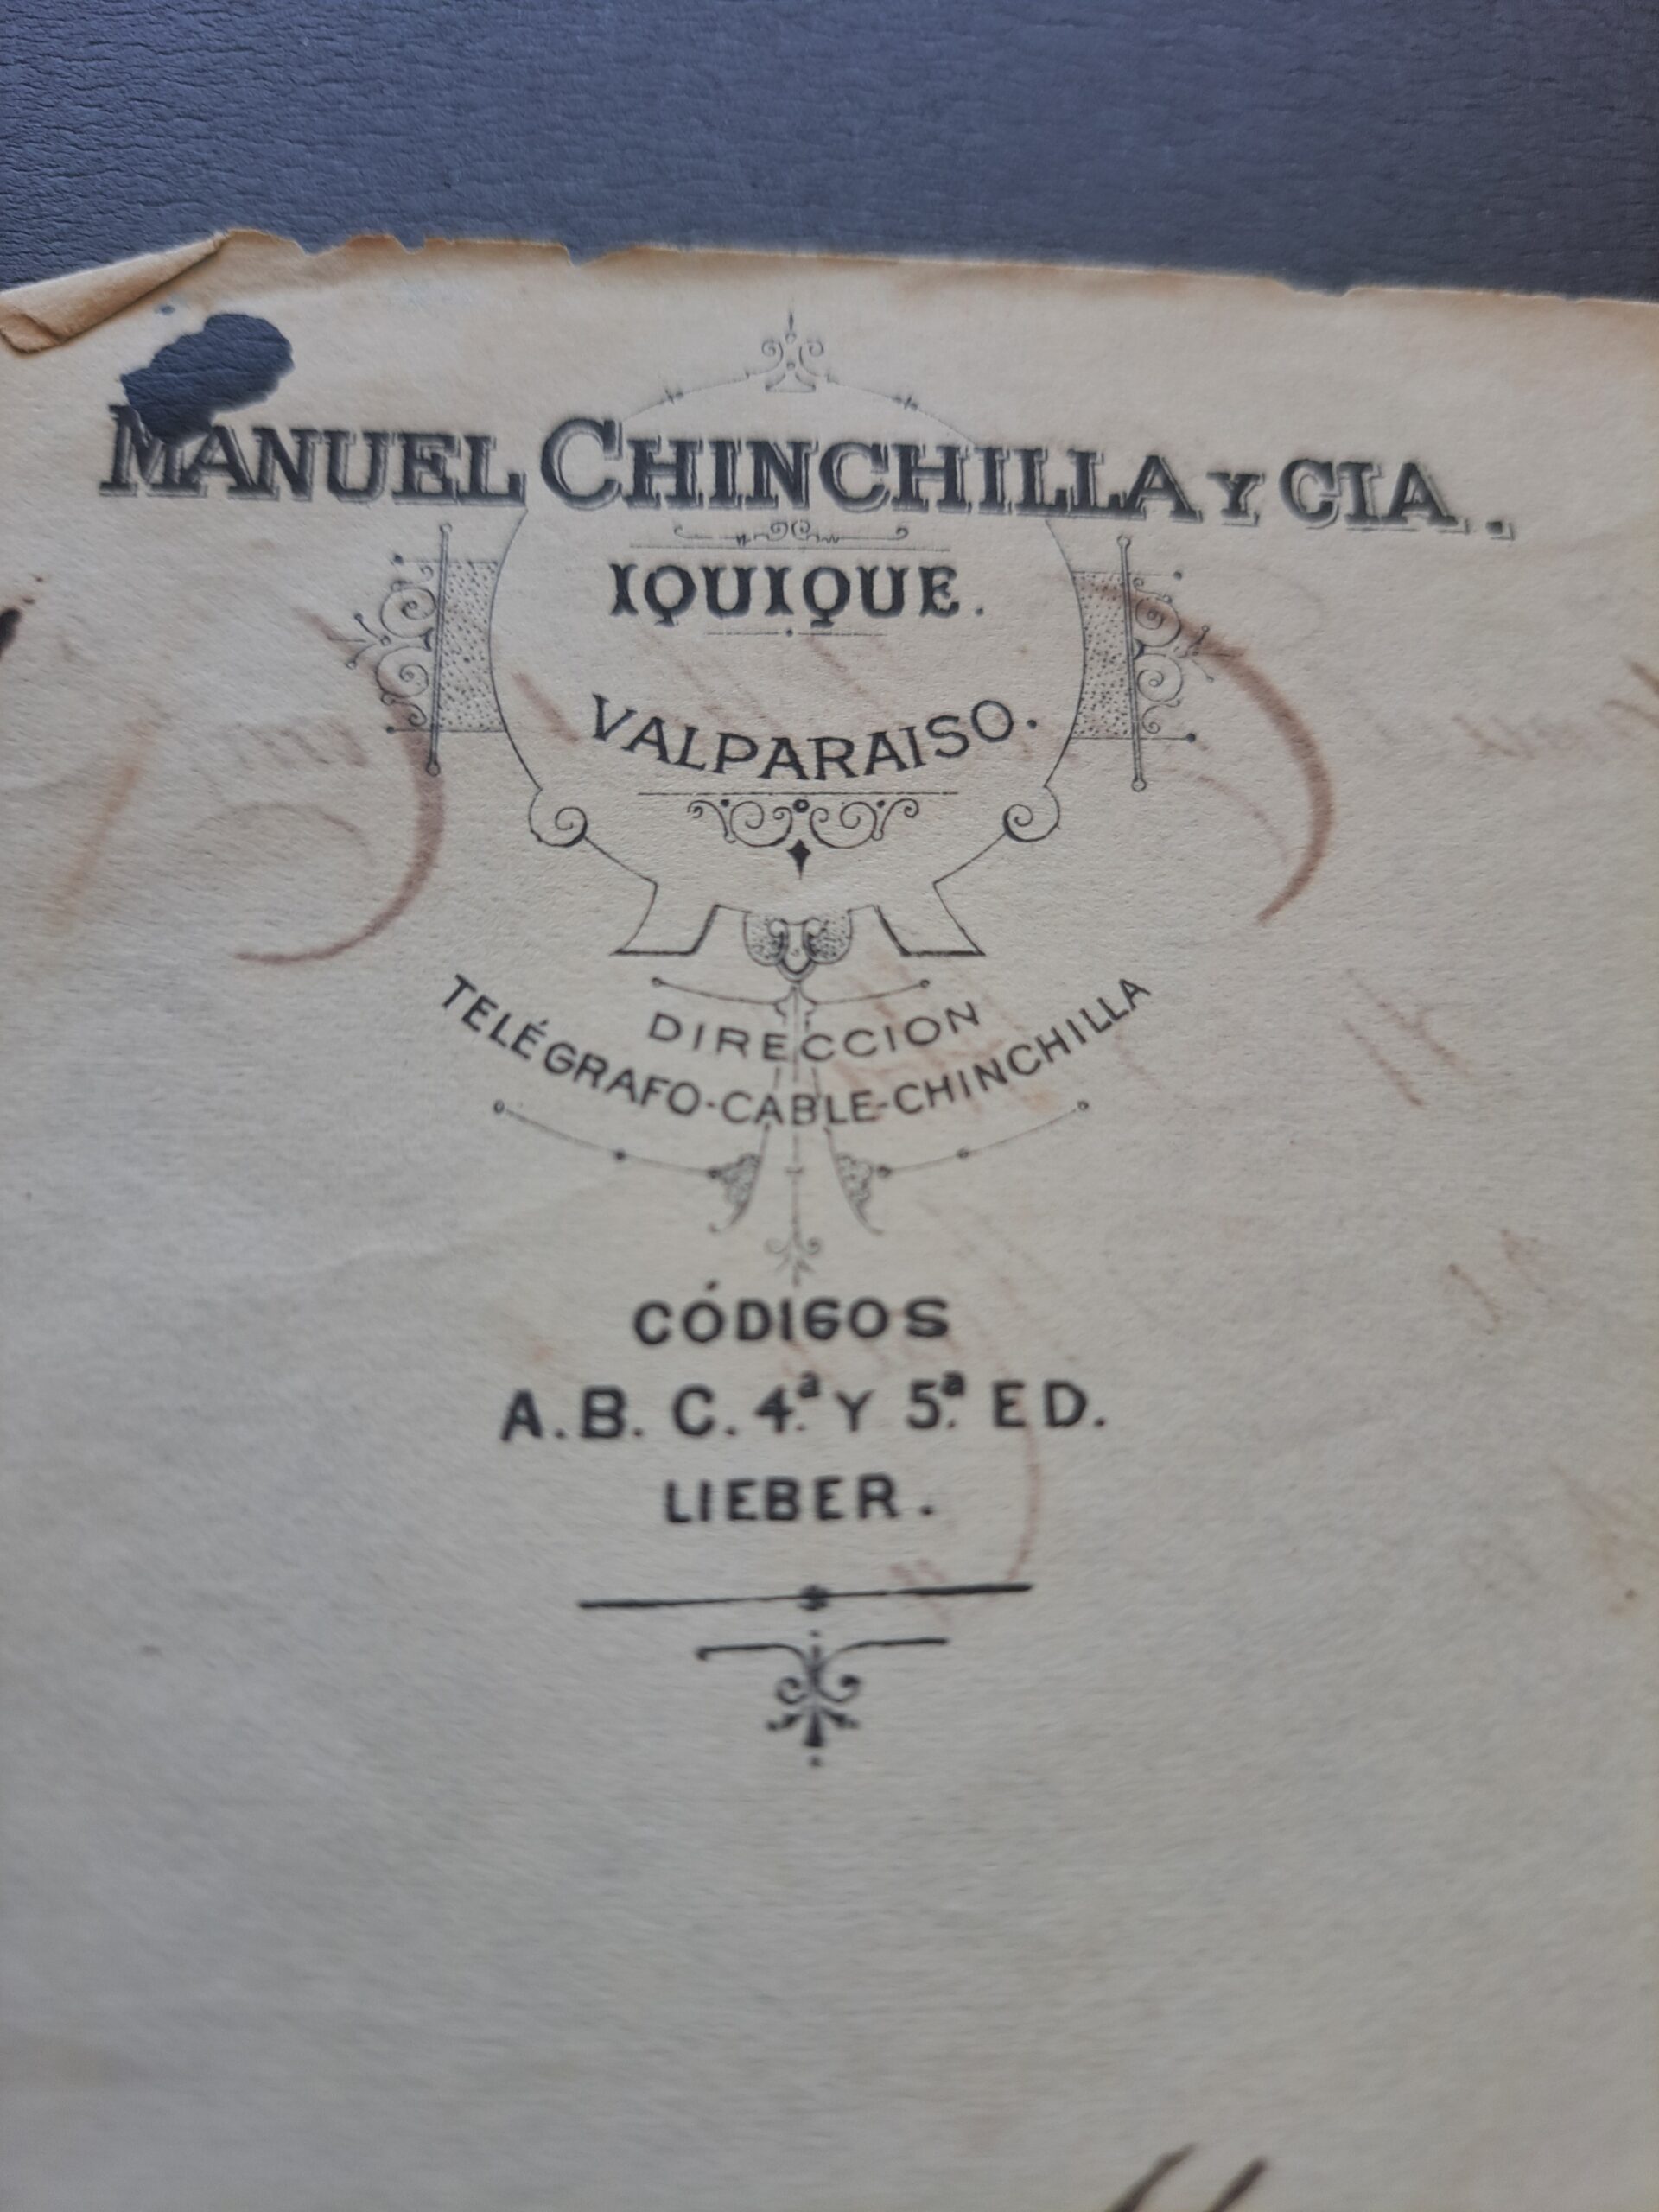 MANUEL CHINCHILLA Y CIA.
IQUIQUE.
VALPARAISO.
DIRECCION
TELÉGRAFO-CABLE-CHINCHILLA
CÓDIGOS
A.B.C. 4.ª Y 5.ª ED.
LIEBER.